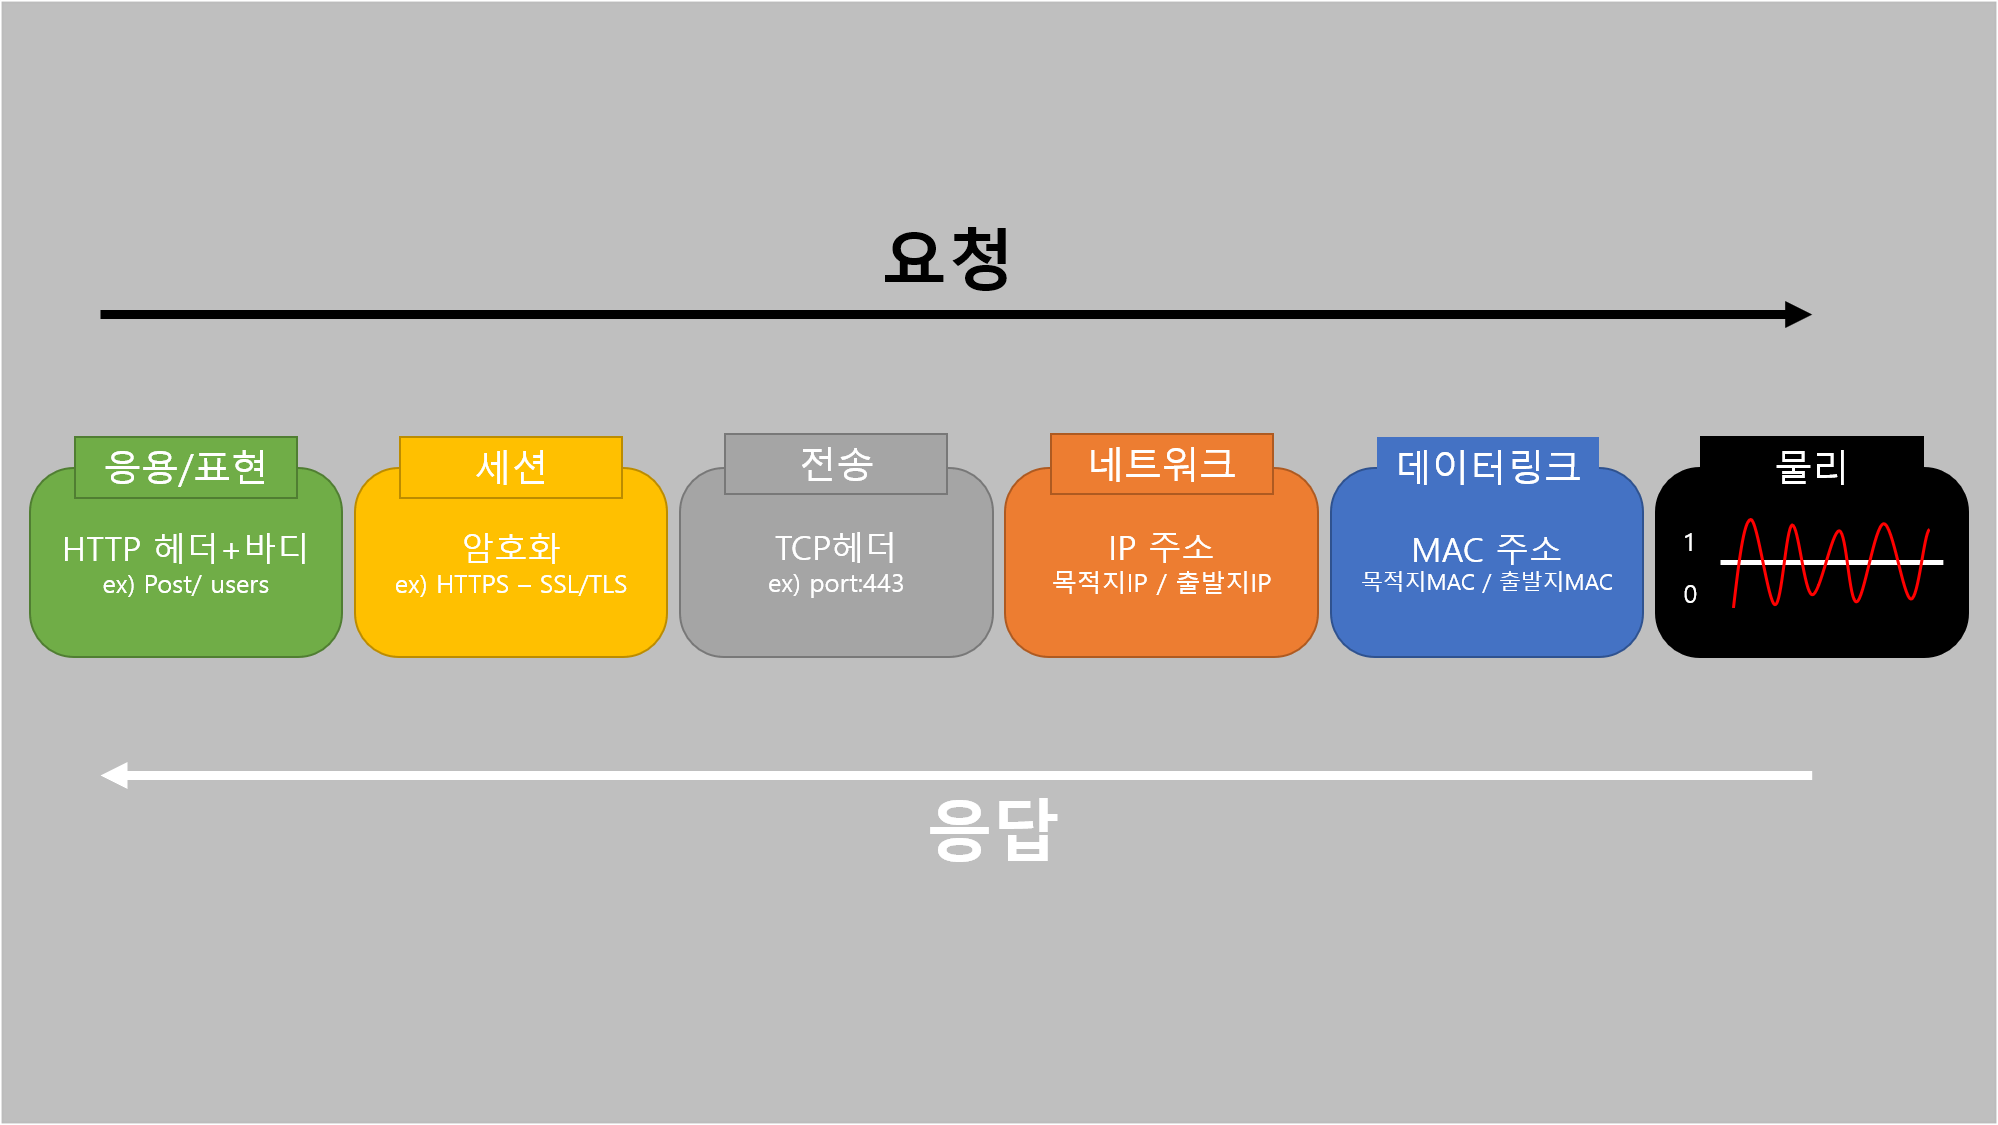 요청
응용/표현
HTTP 헤더+바디
ex) Post/ users
세션
암호화
ex) HTTPS – SSL/TLS
전송
TCP헤더
ex) port:443
네트워크
IP 주소
목적지IP / 출발지IP
데이터링크
MAC 주소
목적지MAC / 출발지MAC
물리
1
0
응답